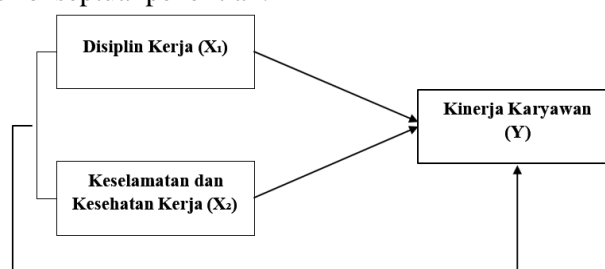 Disiplin Kerja (X₁)
Kinerja Karyawan
(Y)
Keselamatan dan
Kesehatan Kerja (X₂)